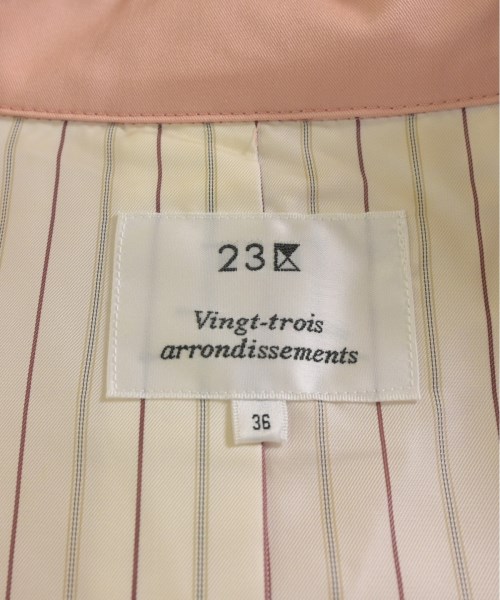 23区
Vingt-trois
arrondissements
36